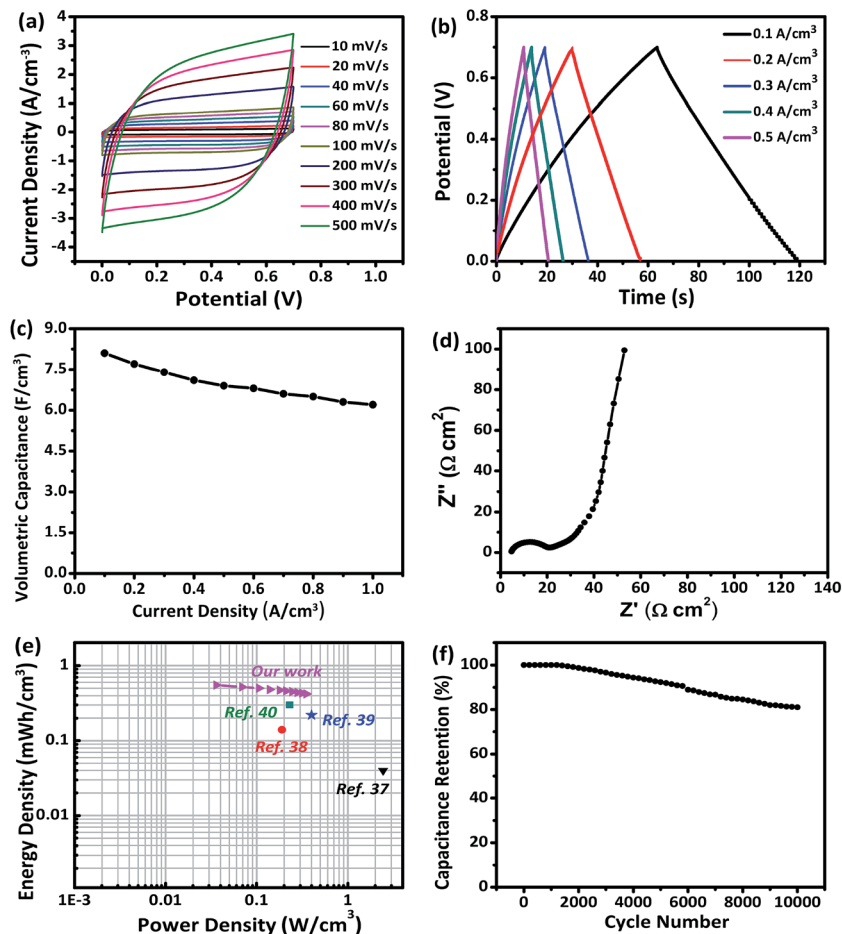 (a)
4
3
2
1
0
-1
-2
-3
-4
0.0 0.2 0.4 0.6 0.8 1.0
Current Density (A/cm⁻³)
Potential (V)
10 mV/s
20 mV/s
40 mV/s
60 mV/s
80 mV/s
100 mV/s
200 mV/s
300 mV/s
400 mV/s
500 mV/s
(b)
0.8
0.6
0.4
0.2
0.0
0 20 40 60 80 100 120
Potential (V)
Time (s)
0.1 A/cm³
0.2 A/cm³
0.3 A/cm³
0.4 A/cm³
0.5 A/cm³
(c)
9.0
7.5
6.0
4.5
3.0
1.5
0.0
0.0 0.2 0.4 0.6 0.8 1.0
Volumetric Capacitance (F/cm³)
Current Density (A/cm³)
(d)
100
80
60
40
20
0
0 20 40 60 80 100 120 140
Z'' (Ω cm²)
Z' (Ω cm²)
(e)
1
0.1
0.01
1E-3
0.01 0.1 1
Energy Density (mWh/cm³)
Power Density (W/cm³)
Our work
Ref. 40
Ref. 39
Ref. 38
Ref. 37
(f)
120
100
80
60
40
20
0
0 2000 4000 6000 8000 10000
Capacitance Retention (%)
Cycle Number